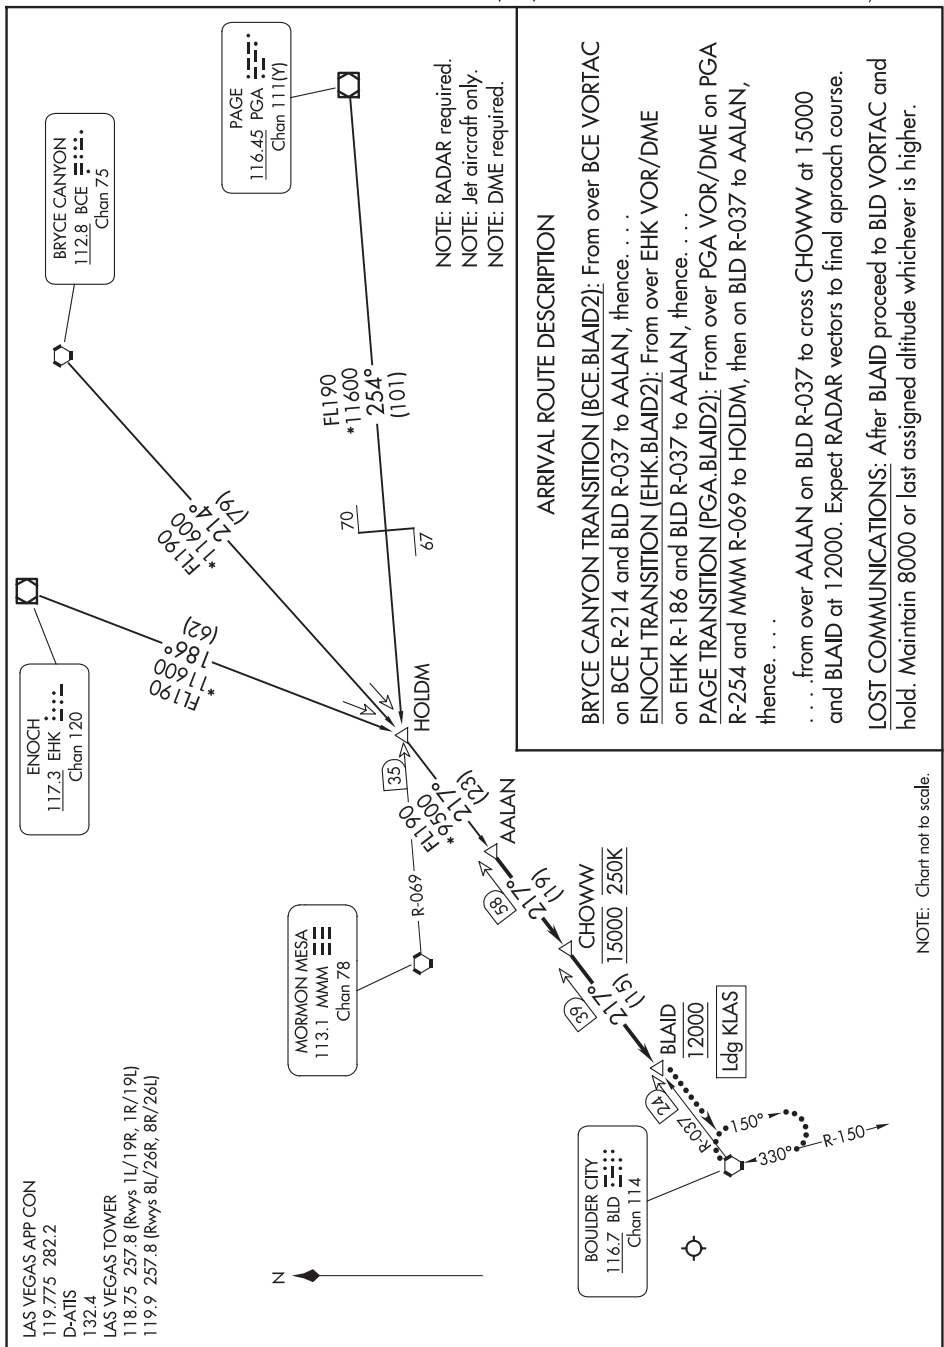 LAS VEGAS APP CON
119.775 282.2
D-ATIS
132.4
LAS VEGAS TOWER
118.75 257.8 (Rwys 1L/19R, 1R/19L)
119.9 257.8 (Rwys 8L/26R, 8R/26L)
N
ENOCH
117.3 EHK
Chan 120
BRYCE CANYON
112.8 BCE
Chan 75
PAGE
116.45 PGA
Chan 111(Y)
MORMON MESA
113.1 MMM
Chan 78
BOULDER CITY
116.7 BLD
Chan 114
FL190
*11600
186°
(62)
FL190
*11600
214°
(79)
FL190
*11600
254°
(101)
70
67
HOLDM
35
R-069
FL190
*9500
217°
(23)
AALAN
58
217°
(19)
CHOWW
15000 250K
39
217°
(15)
BLAID
12000
Ldg KLAS
24
R-037
150°
330°
R-150
NOTE: RADAR required.
NOTE: Jet aircraft only.
NOTE: DME required.
ARRIVAL ROUTE DESCRIPTION
BRYCE CANYON TRANSITION (BCE.BLAID2): From over BCE VORTAC
on BCE R-214 and BLD R-037 to AALAN, thence. . . .
ENOCH TRANSITION (EHK.BLAID2): From over EHK VOR/DME
on EHK R-186 and BLD R-037 to AALAN, thence. . . .
PAGE TRANSITION (PGA.BLAID2): From over PGA VOR/DME on PGA
R-254 and MMM R-069 to HOLDM, then on BLD R-037 to AALAN,
thence. . . .
. . . .from over AALAN on BLD R-037 to cross CHOWW at 15000
and BLAID at 12000. Expect RADAR vectors to final aproach course.
LOST COMMUNICATIONS: After BLAID proceed to BLD VORTAC and
hold. Maintain 8000 or last assigned altitude whichever is higher.
NOTE: Chart not to scale.